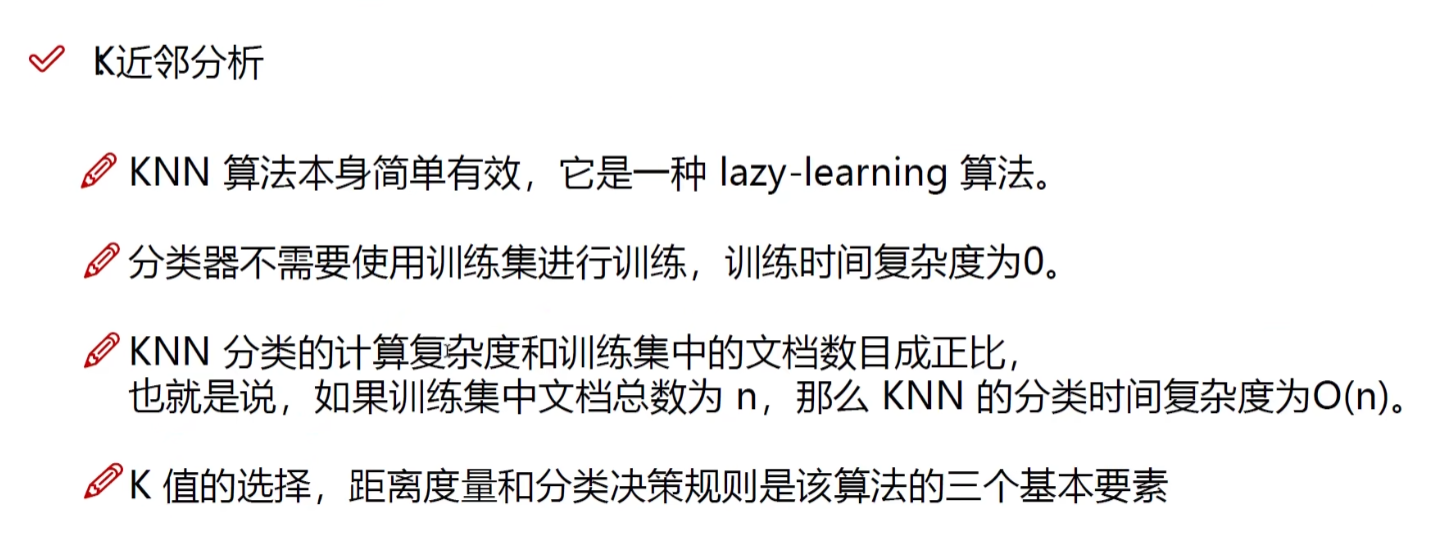 K近邻分析
KNN 算法本身简单有效，它是一种 lazy-learning 算法。
分类器不需要使用训练集进行训练，训练时间复杂度为0。
KNN 分类的计算复杂度和训练集中的文档数目成正比，
也就是说，如果训练集中文档总数为 n，那么 KNN 的分类时间复杂度为O(n)。
K 值的选择，距离度量和分类决策规则是该算法的三个基本要素